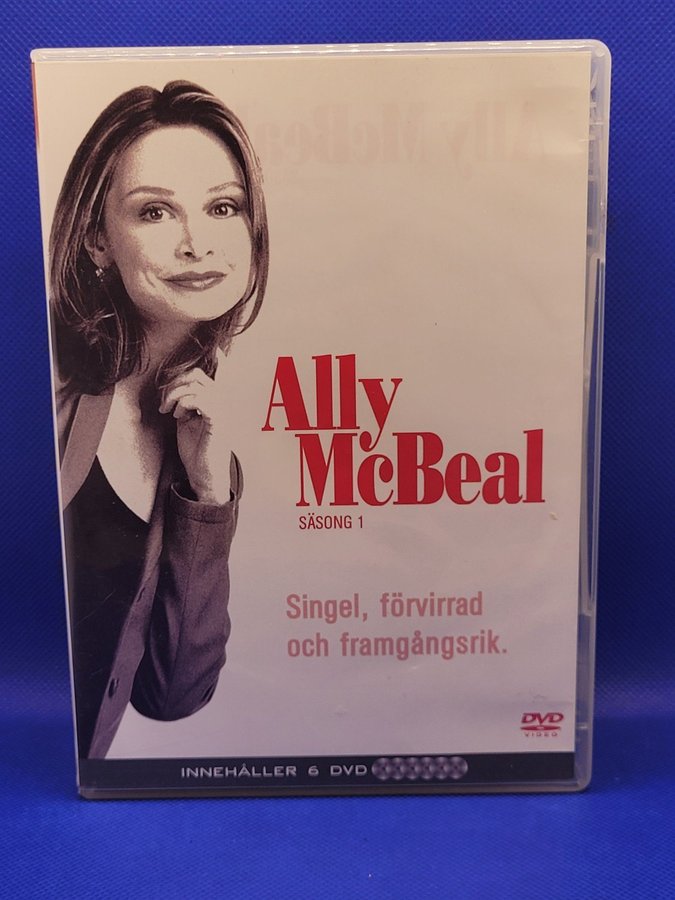 Ally
McBeal
SÄSONG 1
Singel, förvirrad
och framgångsrik.
DVD
VIDEO
INNEHÅLLER 6 DVD